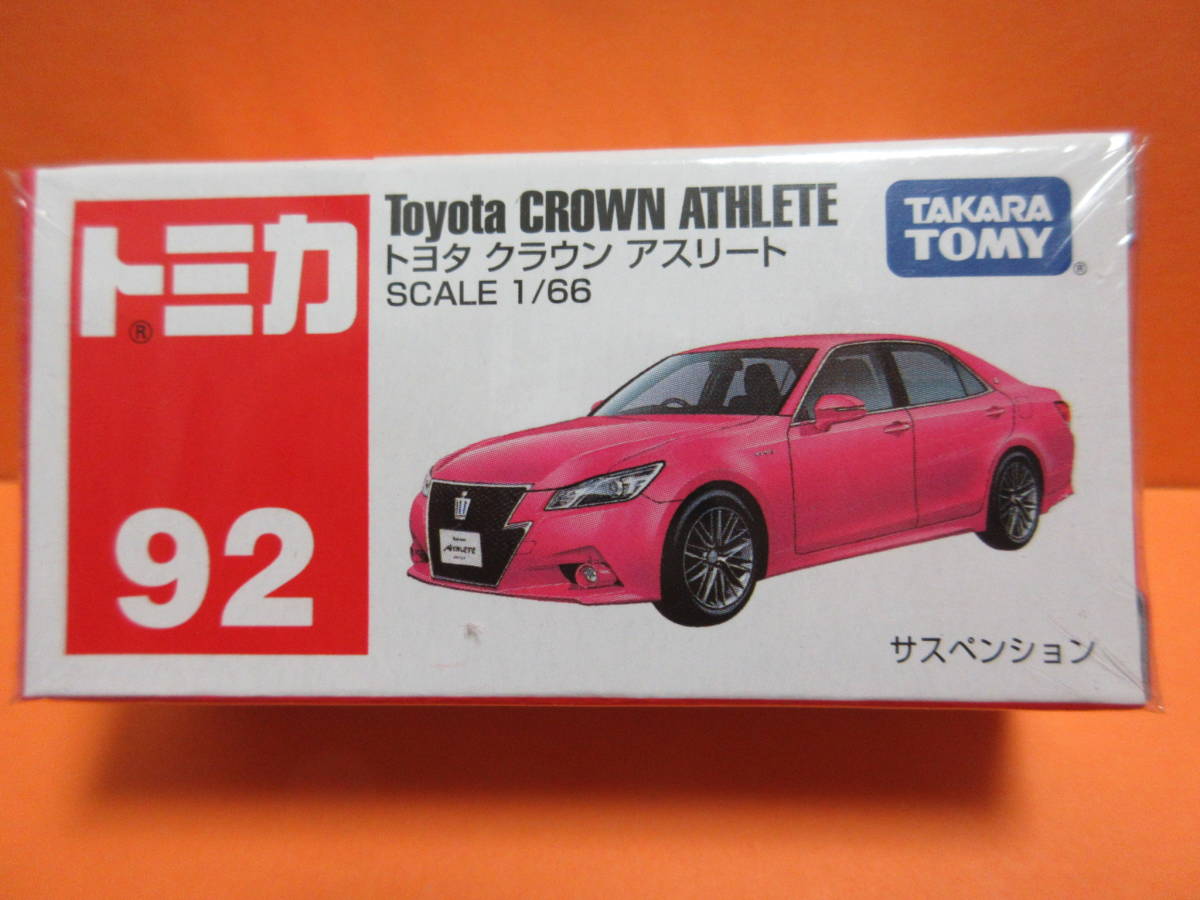 トミカ
®
92
Toyota CROWN ATHLETE
トヨタ クラウン アスリート
SCALE 1/66
TAKARA
TOMY
®
ATHLETE
サスペンション